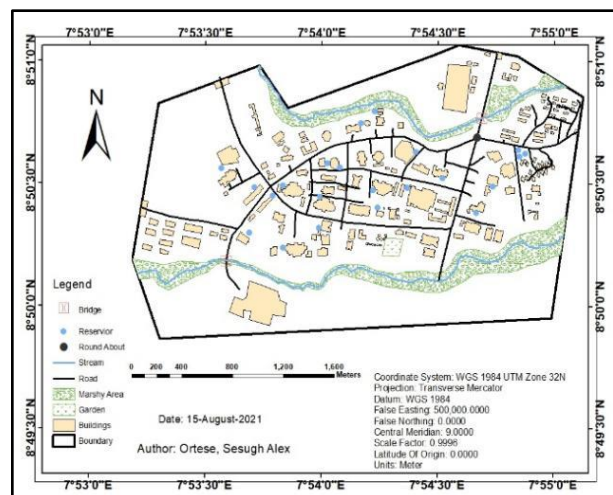 7°53'0"E 7°53'30"E 7°54'0"E 7°54'30"E 7°55'0"E
8°51'0"N
8°51'0"N
N
8°50'30"N
8°50'30"N
Legend
Bridge
Reservior
Round About
Stream
Road
Marshy Area
Garden
Buildings
Boundary
8°50'0"N
8°50'0"N
0 200 400 800 1,200 1,600
Meters
Date: 15-August-2021
Author: Ortese, Sesugh Alex
Coordinate System: WGS 1984 UTM Zone 32N
Projection: Transverse Mercator
Datum: WGS 1984
False Easting: 500,000.0000
False Northing: 0.0000
Central Meridian: 9.0000
Scale Factor: 0.9996
Latitude Of Origin: 0.0000
Units: Meter
8°49'30"N
8°49'30"N
7°53'0"E 7°53'30"E 7°54'0"E 7°54'30"E 7°55'0"E